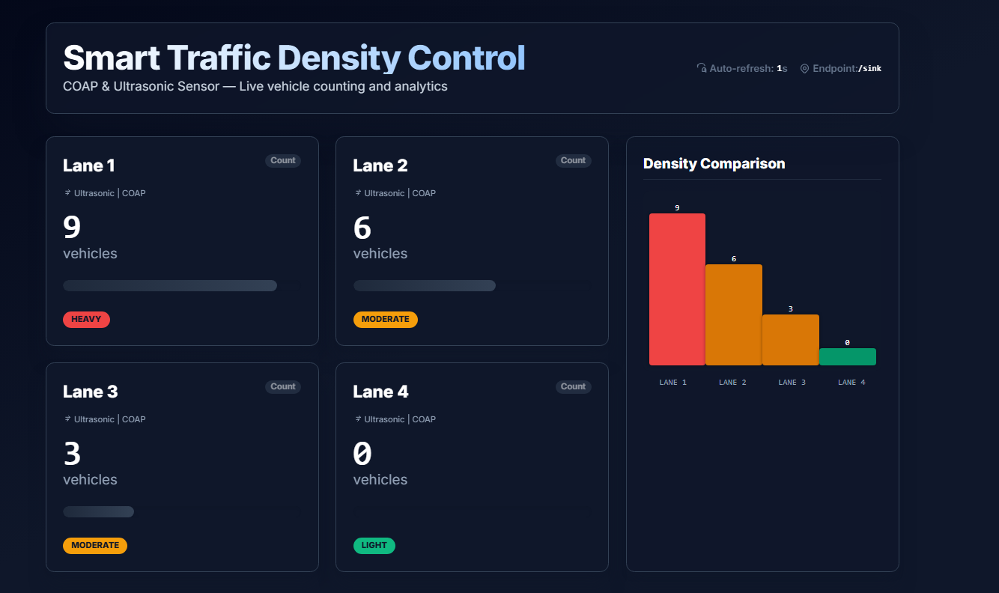 Smart Traffic Density Control
COAP & Ultrasonic Sensor — Live vehicle counting and analytics
Auto-refresh: 1s
Endpoint:/sink
Lane 1
Count
Ultrasonic | COAP
9
vehicles
HEAVY
Lane 2
Count
Ultrasonic | COAP
6
vehicles
MODERATE
Lane 3
Count
Ultrasonic | COAP
3
vehicles
MODERATE
Lane 4
Count
Ultrasonic | COAP
0
vehicles
LIGHT
Density Comparison
9
6
3
0
LANE 1 LANE 2 LANE 3 LANE 4